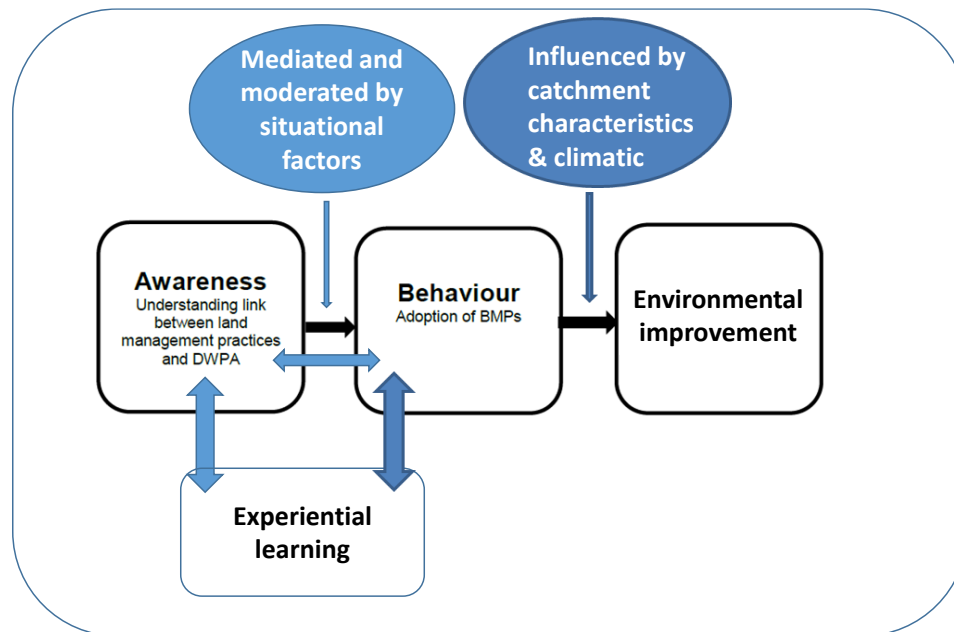 Mediated and
moderated by
situational
factors
Influenced by
catchment
characteristics
& climatic
Awareness
Understanding link
between land
management practices
and DWPA
Behaviour
Adoption of BMPs
Environmental
improvement
Experiential
learning